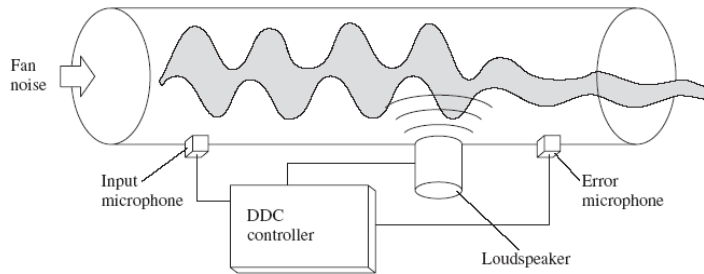 Fan
noise
Input
microphone
DDC
controller
Loudspeaker
Error
microphone